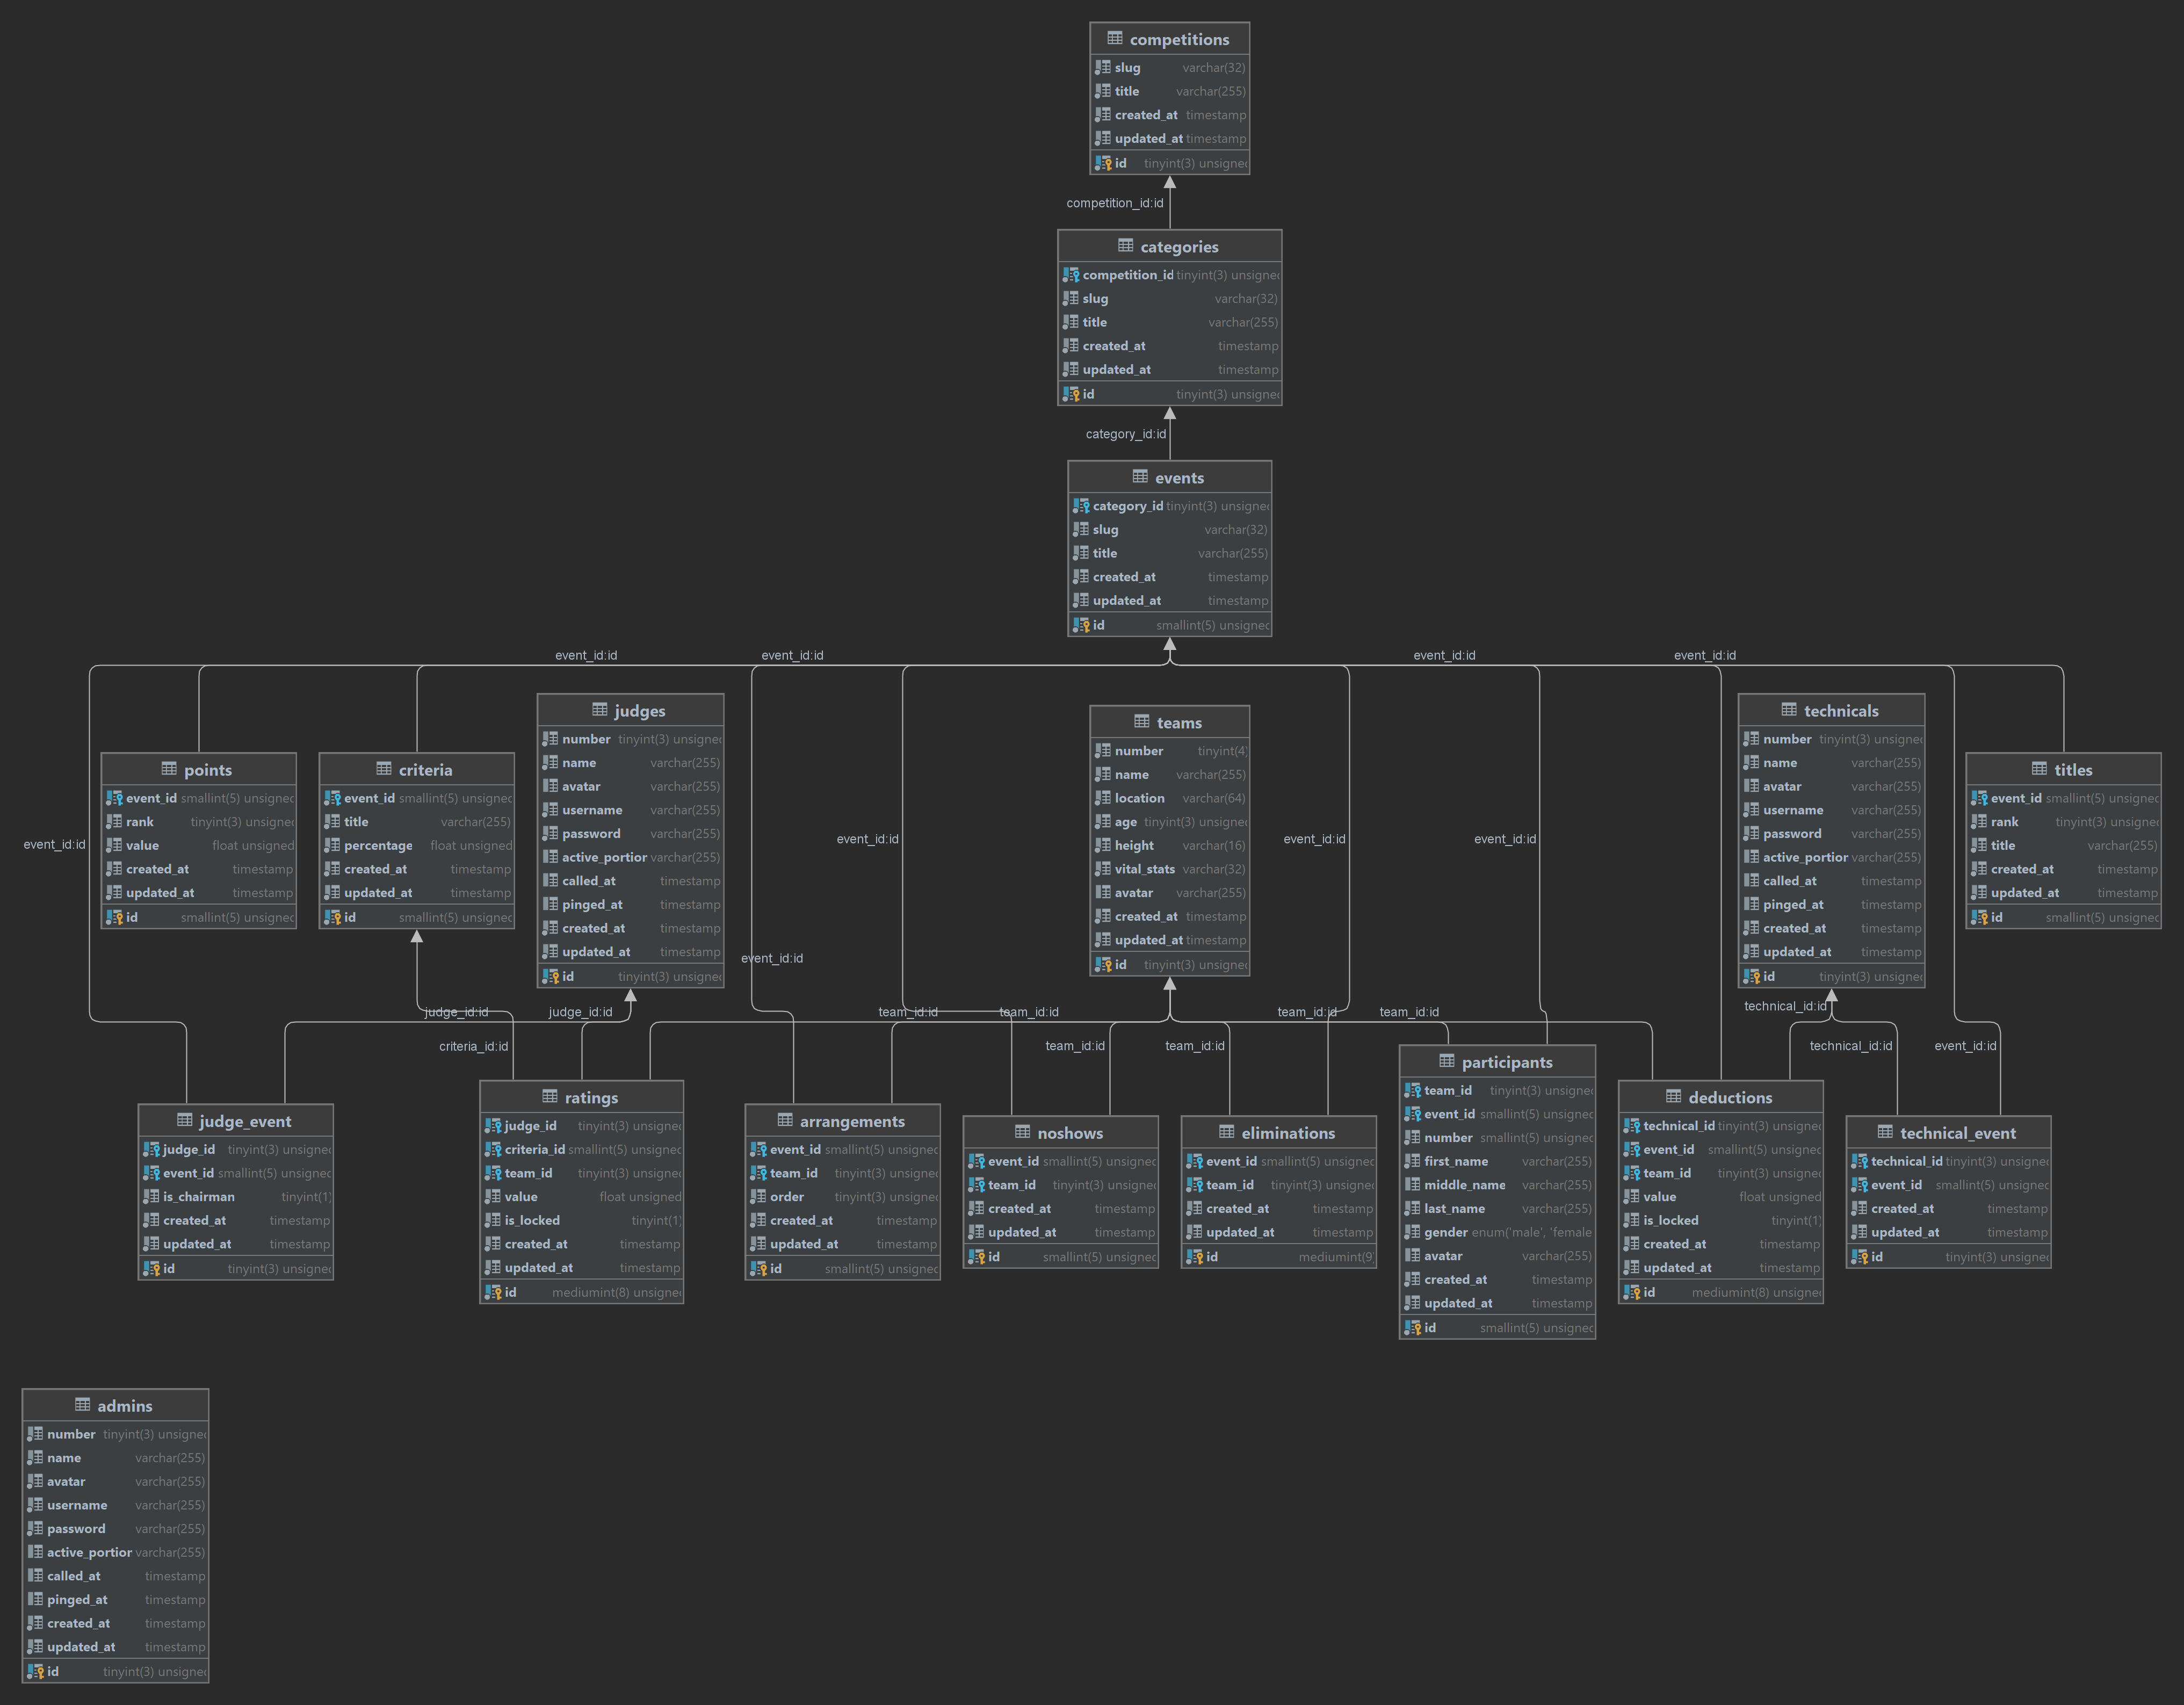 competitions
slug varchar(32)
title varchar(255)
created_at timestamp
updated_at timestamp
id tinyint(3) unsigned
competition_id:id
categories
competition_id tinyint(3) unsigned
slug varchar(32)
title varchar(255)
created_at timestamp
updated_at timestamp
id tinyint(3) unsigned
category_id:id
events
category_id tinyint(3) unsigned
slug varchar(32)
title varchar(255)
created_at timestamp
updated_at timestamp
id smallint(5) unsigned
event_id:id event_id:id event_id:id event_id:id
event_id:id
event_id:id event_id:id event_id:id
event_id:id
points
event_id smallint(5) unsigned
rank tinyint(3) unsigned
value float unsigned
created_at timestamp
updated_at timestamp
id smallint(5) unsigned
criteria
event_id smallint(5) unsigned
title varchar(255)
percentage float unsigned
created_at timestamp
updated_at timestamp
id smallint(5) unsigned
judges
number tinyint(3) unsigned
name varchar(255)
avatar varchar(255)
username varchar(255)
password varchar(255)
active_portion varchar(255)
called_at timestamp
pinged_at timestamp
created_at timestamp
updated_at timestamp
id tinyint(3) unsigned
teams
number tinyint(4)
name varchar(255)
location varchar(64)
age tinyint(3) unsigned
height varchar(16)
vital_stats varchar(32)
avatar varchar(255)
created_at timestamp
updated_at timestamp
id tinyint(3) unsigned
technicals
number tinyint(3) unsigned
name varchar(255)
avatar varchar(255)
username varchar(255)
password varchar(255)
active_portion varchar(255)
called_at timestamp
pinged_at timestamp
created_at timestamp
updated_at timestamp
id tinyint(3) unsigned
titles
event_id smallint(5) unsigned
rank tinyint(3) unsigned
title varchar(255)
created_at timestamp
updated_at timestamp
id smallint(5) unsigned
technical_id:id
judge_id:id judge_id:id team_id:id team_id:id team_id:id team_id:id
criteria_id:id team_id:id team_id:id technical_id:id event_id:id
judge_event
judge_id tinyint(3) unsigned
event_id smallint(5) unsigned
is_chairman tinyint(1)
created_at timestamp
updated_at timestamp
id tinyint(3) unsigned
ratings
judge_id tinyint(3) unsigned
criteria_id smallint(5) unsigned
team_id tinyint(3) unsigned
value float unsigned
is_locked tinyint(1)
created_at timestamp
updated_at timestamp
id mediumint(8) unsigned
arrangements
event_id smallint(5) unsigned
team_id tinyint(3) unsigned
order tinyint(3) unsigned
created_at timestamp
updated_at timestamp
id smallint(5) unsigned
noshows
event_id smallint(5) unsigned
team_id tinyint(3) unsigned
created_at timestamp
updated_at timestamp
id smallint(5) unsigned
eliminations
event_id smallint(5) unsigned
team_id tinyint(3) unsigned
created_at timestamp
updated_at timestamp
id mediumint(9)
participants
team_id tinyint(3) unsigned
event_id smallint(5) unsigned
number smallint(5) unsigned
first_name varchar(255)
middle_name varchar(255)
last_name varchar(255)
gender enum('male', 'female
avatar varchar(255)
created_at timestamp
updated_at timestamp
id smallint(5) unsigned
deductions
technical_id tinyint(3) unsigned
event_id smallint(5) unsigned
team_id tinyint(3) unsigned
value float unsigned
is_locked tinyint(1)
created_at timestamp
updated_at timestamp
id mediumint(8) unsigned
technical_event
technical_id tinyint(3) unsigned
event_id smallint(5) unsigned
created_at timestamp
updated_at timestamp
id tinyint(3) unsigned
admins
number tinyint(3) unsigned
name varchar(255)
avatar varchar(255)
username varchar(255)
password varchar(255)
active_portion varchar(255)
called_at timestamp
pinged_at timestamp
created_at timestamp
updated_at timestamp
id tinyint(3) unsigned